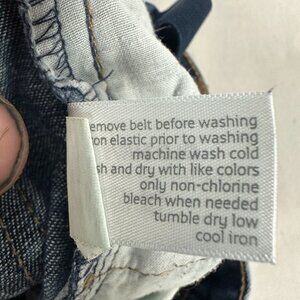 emove belt before washing
on elastic prior to washing
machine wash cold
sh and dry with like colors
only non-chlorine
bleach when needed
tumble dry low
cool iron